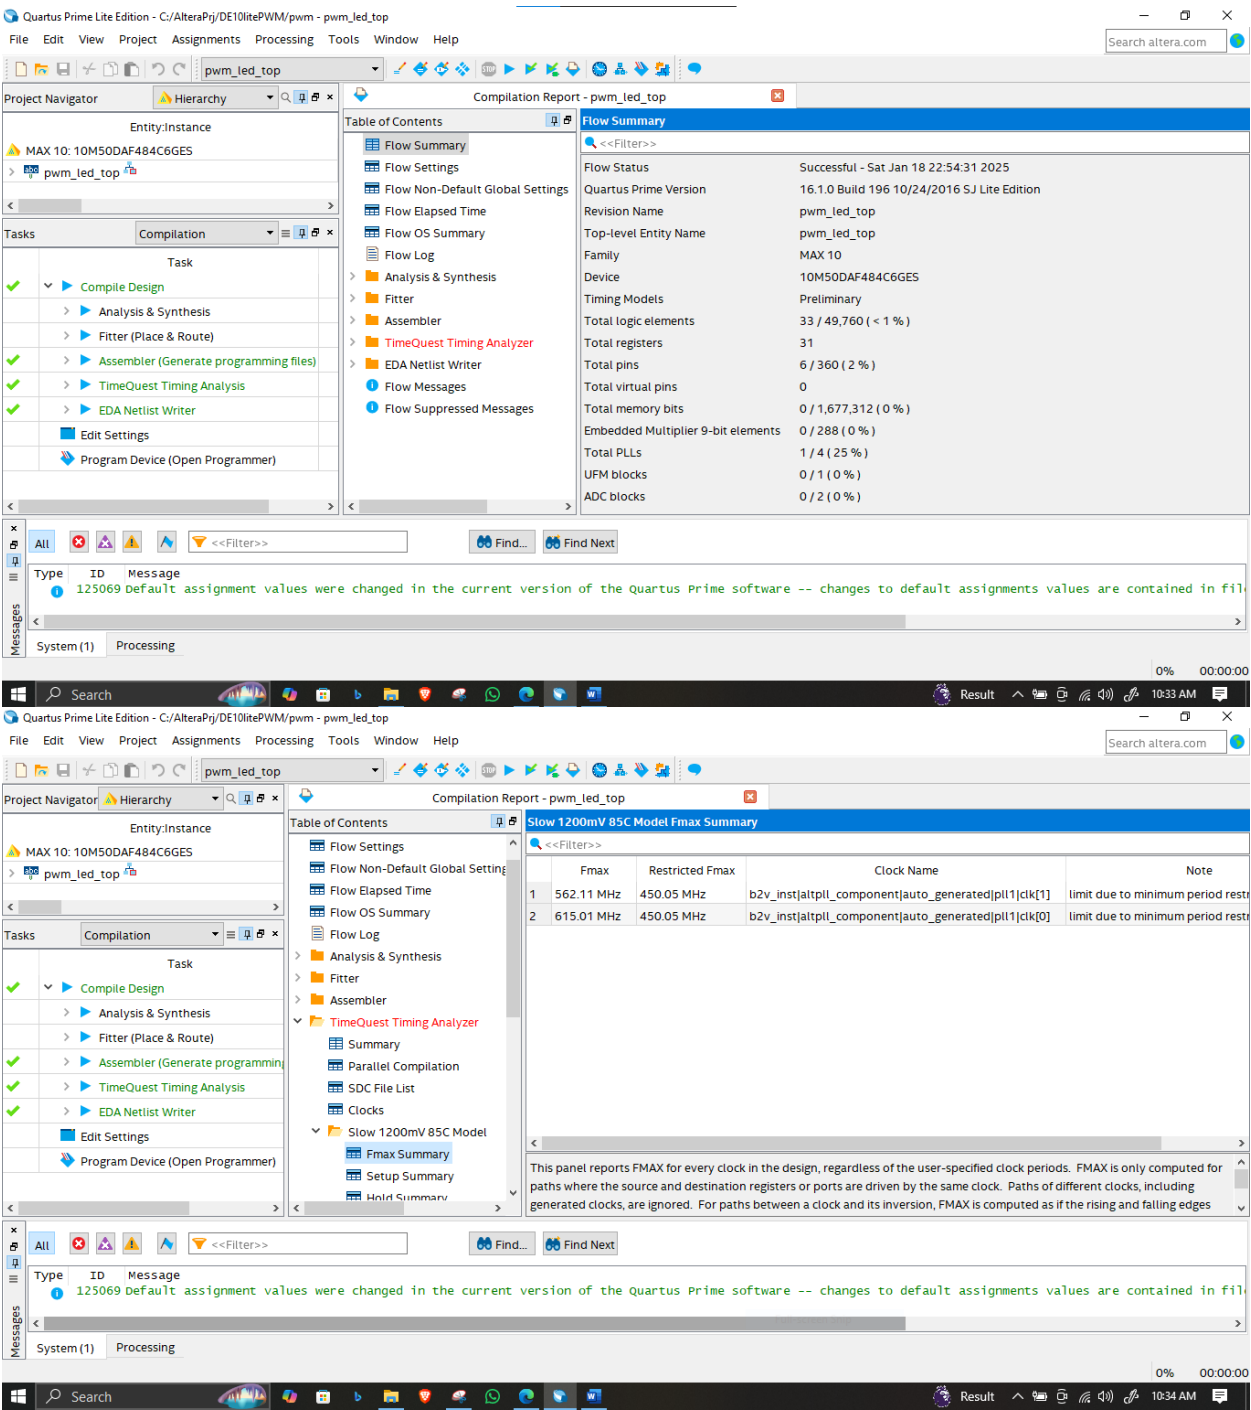 Quartus Prime Lite Edition - C:/AlteraPrj/DE10litePWM/pwm - pwm_led_top
File Edit View Project Assignments Processing Tools Window Help
Search altera.com
pwm_led_top
Project Navigator
Hierarchy
Compilation Report - pwm_led_top
Entity:Instance
MAX 10: 10M50DAF484C6GES
pwm_led_top
Table of Contents
Flow Summary
Flow Settings
Flow Non-Default Global Settings
Flow Elapsed Time
Flow OS Summary
Flow Log
Analysis & Synthesis
Fitter
Assembler
TimeQuest Timing Analyzer
EDA Netlist Writer
Flow Messages
Flow Suppressed Messages
Flow Summary
<<Filter>>
Flow Status Successful - Sat Jan 18 22:54:31 2025
Quartus Prime Version 16.1.0 Build 196 10/24/2016 SJ Lite Edition
Revision Name pwm_led_top
Top-level Entity Name pwm_led_top
Family MAX 10
Device 10M50DAF484C6GES
Timing Models Preliminary
Total logic elements 33 / 49,760 ( < 1 % )
Total registers 31
Total pins 6 / 360 ( 2 % )
Total virtual pins 0
Total memory bits 0 / 1,677,312 ( 0 % )
Embedded Multiplier 9-bit elements 0 / 288 ( 0 % )
Total PLLs 1 / 4 ( 25 % )
UFM blocks 0 / 1 ( 0 % )
ADC blocks 0 / 2 ( 0 % )
Tasks
Compilation
Task
Compile Design
Analysis & Synthesis
Fitter (Place & Route)
Assembler (Generate programming files)
TimeQuest Timing Analysis
EDA Netlist Writer
Edit Settings
Program Device (Open Programmer)
All
<<Filter>>
Find...
Find Next
Type ID Message
125069 Default assignment values were changed in the current version of the Quartus Prime software -- changes to default assignments values are contained in fil
Messages
System (1) Processing
0% 00:00:00
Search
Result
10:33 AM
Quartus Prime Lite Edition - C:/AlteraPrj/DE10litePWM/pwm - pwm_led_top
File Edit View Project Assignments Processing Tools Window Help
Search altera.com
pwm_led_top
Project Navigator
Hierarchy
Compilation Report - pwm_led_top
Entity:Instance
MAX 10: 10M50DAF484C6GES
pwm_led_top
Table of Contents
Flow Settings
Flow Non-Default Global Setting
Flow Elapsed Time
Flow OS Summary
Flow Log
Analysis & Synthesis
Fitter
Assembler
TimeQuest Timing Analyzer
Summary
Parallel Compilation
SDC File List
Clocks
Slow 1200mV 85C Model
Fmax Summary
Setup Summary
Hold Summary
Slow 1200mV 85C Model Fmax Summary
<<Filter>>
Fmax Restricted Fmax Clock Name Note
1 562.11 MHz 450.05 MHz b2v_inst|altpll_component|auto_generated|pll1|clk[1] limit due to minimum period restr
2 615.01 MHz 450.05 MHz b2v_inst|altpll_component|auto_generated|pll1|clk[0] limit due to minimum period restr
This panel reports FMAX for every clock in the design, regardless of the user-specified clock periods. FMAX is only computed for
paths where the source and destination registers or ports are driven by the same clock. Paths of different clocks, including
generated clocks, are ignored. For paths between a clock and its inversion, FMAX is computed as if the rising and falling edges
Tasks
Compilation
Task
Compile Design
Analysis & Synthesis
Fitter (Place & Route)
Assembler (Generate programming
TimeQuest Timing Analysis
EDA Netlist Writer
Edit Settings
Program Device (Open Programmer)
All
<<Filter>>
Find...
Find Next
Type ID Message
125069 Default assignment values were changed in the current version of the Quartus Prime software -- changes to default assignments values are contained in fil
Messages
System (1) Processing
0% 00:00:00
Search
Result
10:34 AM